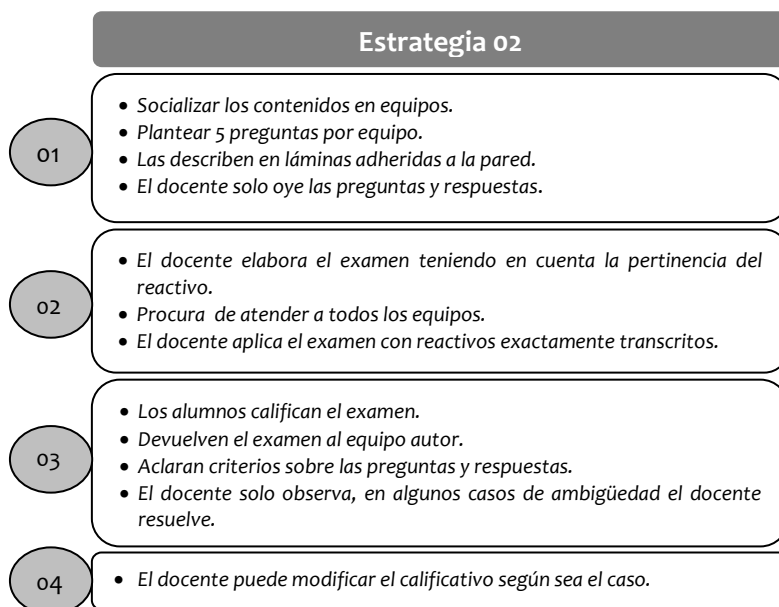 Estrategia 02
01
• Socializar los contenidos en equipos.
• Plantear 5 preguntas por equipo.
• Las describen en láminas adheridas a la pared.
• El docente solo oye las preguntas y respuestas.
02
• El docente elabora el examen teniendo en cuenta la pertinencia del
reactivo.
• Procura de atender a todos los equipos.
• El docente aplica el examen con reactivos exactamente transcritos.
03
• Los alumnos califican el examen.
• Devuelven el examen al equipo autor.
• Aclaran criterios sobre las preguntas y respuestas.
• El docente solo observa, en algunos casos de ambigüedad el docente
resuelve.
04
• El docente puede modificar el calificativo según sea el caso.